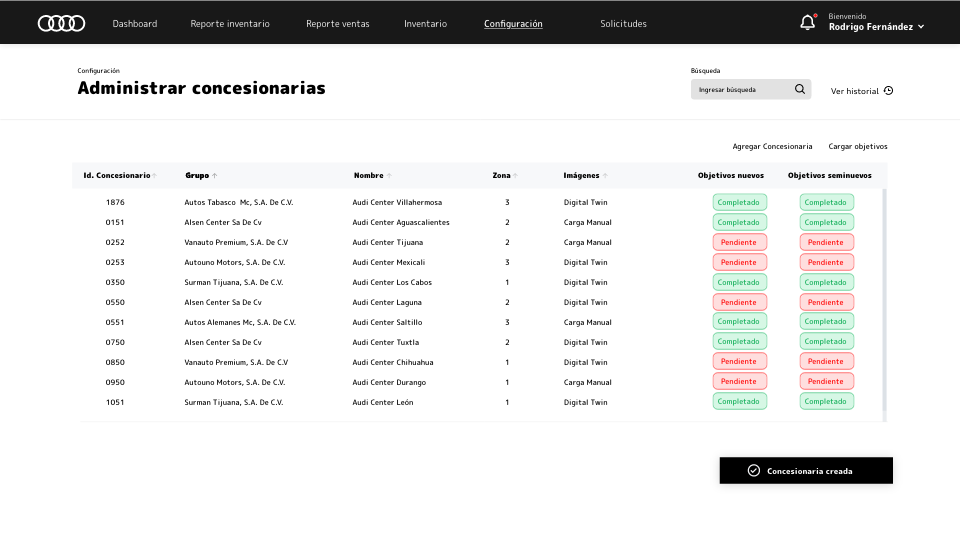 Dashboard Reporte inventario Reporte ventas Inventario Configuración Solicitudes
Bienvenido
Rodrigo Fernández
Configuración
Administrar concesionarias
Búsqueda
Ingresar búsqueda
Ver historial
Agregar Concesionaria Cargar objetivos
Id. Concesionario Grupo Nombre Zona Imágenes Objetivos nuevos Objetivos seminuevos
1876 Autos Tabasco Mc, S.A. De C.V. Audi Center Villahermosa 3 Digital Twin Completado Completado
0151 Alsen Center Sa De Cv Audi Center Aguascalientes 2 Carga Manual Completado Completado
0252 Vanauto Premium, S.A. De C.V Audi Center Tijuana 2 Carga Manual Pendiente Pendiente
0253 Autouno Motors, S.A. De C.V. Audi Center Mexicali 3 Digital Twin Pendiente Pendiente
0350 Surman Tijuana, S.A. De C.V. Audi Center Los Cabos 1 Digital Twin Completado Completado
0550 Alsen Center Sa De Cv Audi Center Laguna 2 Digital Twin Pendiente Pendiente
0551 Autos Alemanes Mc, S.A. De C.V. Audi Center Saltillo 3 Carga Manual Completado Completado
0750 Alsen Center Sa De Cv Audi Center Tuxtla 2 Digital Twin Completado Completado
0850 Vanauto Premium, S.A. De C.V Audi Center Chihuahua 1 Digital Twin Pendiente Pendiente
0950 Autouno Motors, S.A. De C.V. Audi Center Durango 1 Carga Manual Pendiente Pendiente
1051 Surman Tijuana, S.A. De C.V. Audi Center León 1 Digital Twin Completado Completado
Concesionaria creada